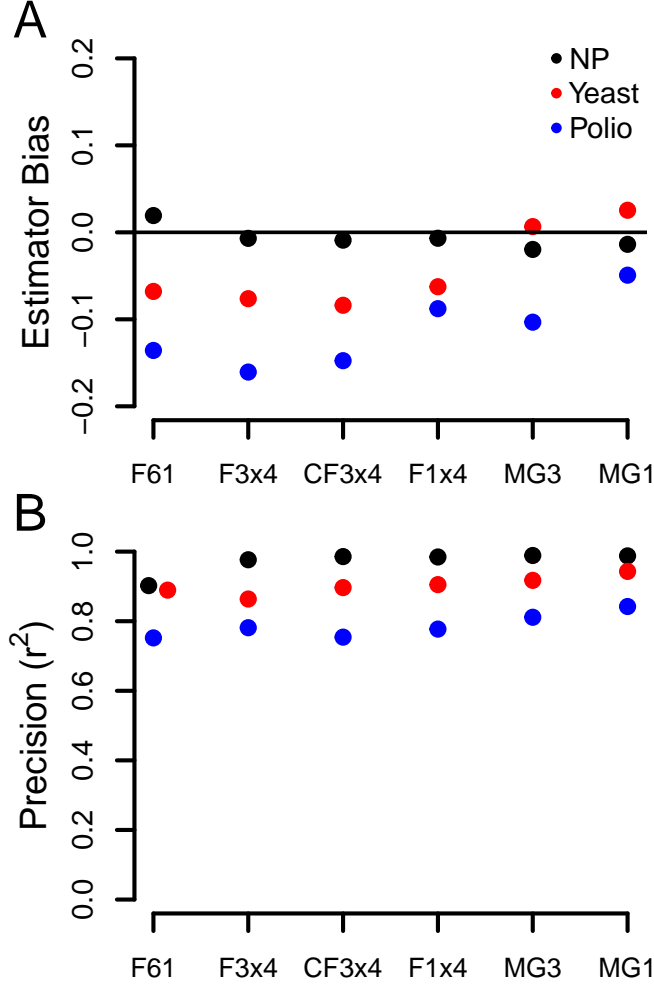 A
Estimator Bias
0.2
0.1
0.0
−0.1
−0.2
NP
Yeast
Polio
F61 F3x4 CF3x4 F1x4 MG3 MG1
B
Precision (r²)
1.0
0.8
0.6
0.4
0.2
0.0
F61 F3x4 CF3x4 F1x4 MG3 MG1